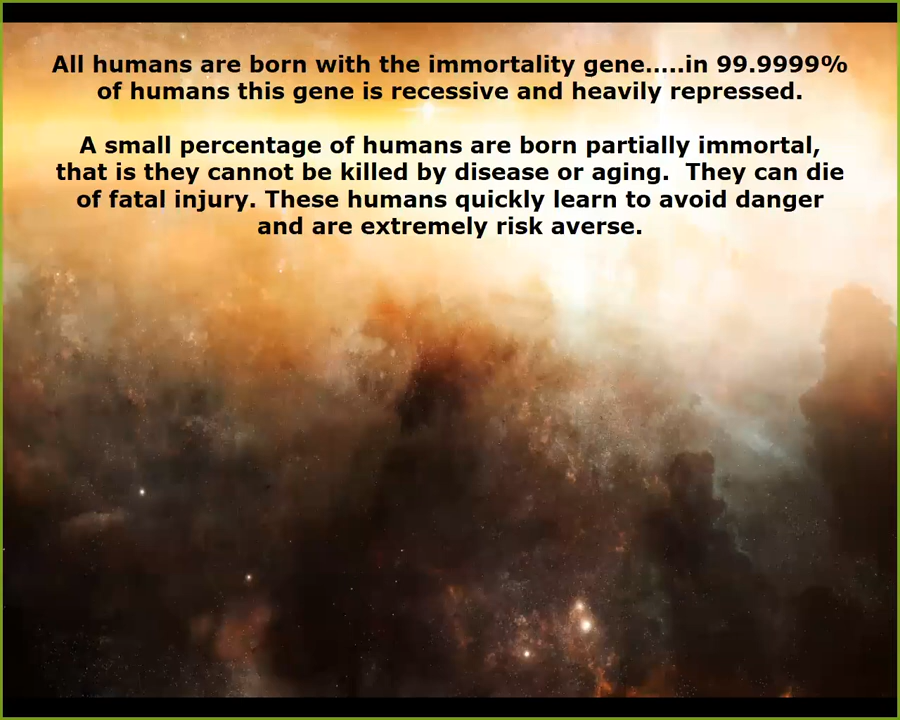 All humans are born with the immortality gene.....in 99.9999%
of humans this gene is recessive and heavily repressed.
A small percentage of humans are born partially immortal,
that is they cannot be killed by disease or aging.  They can die
of fatal injury. These humans quickly learn to avoid danger
and are extremely risk averse.